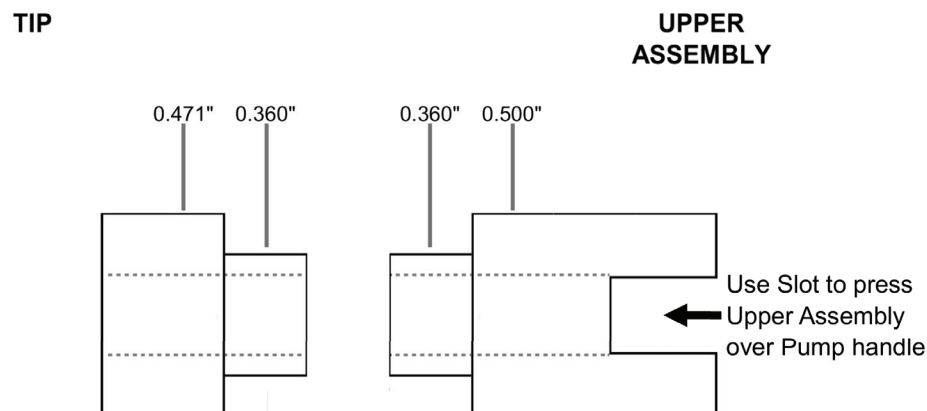 TIP
UPPER
ASSEMBLY
0.471" 0.360" 0.360" 0.500"
Use Slot to press
Upper Assembly
over Pump handle